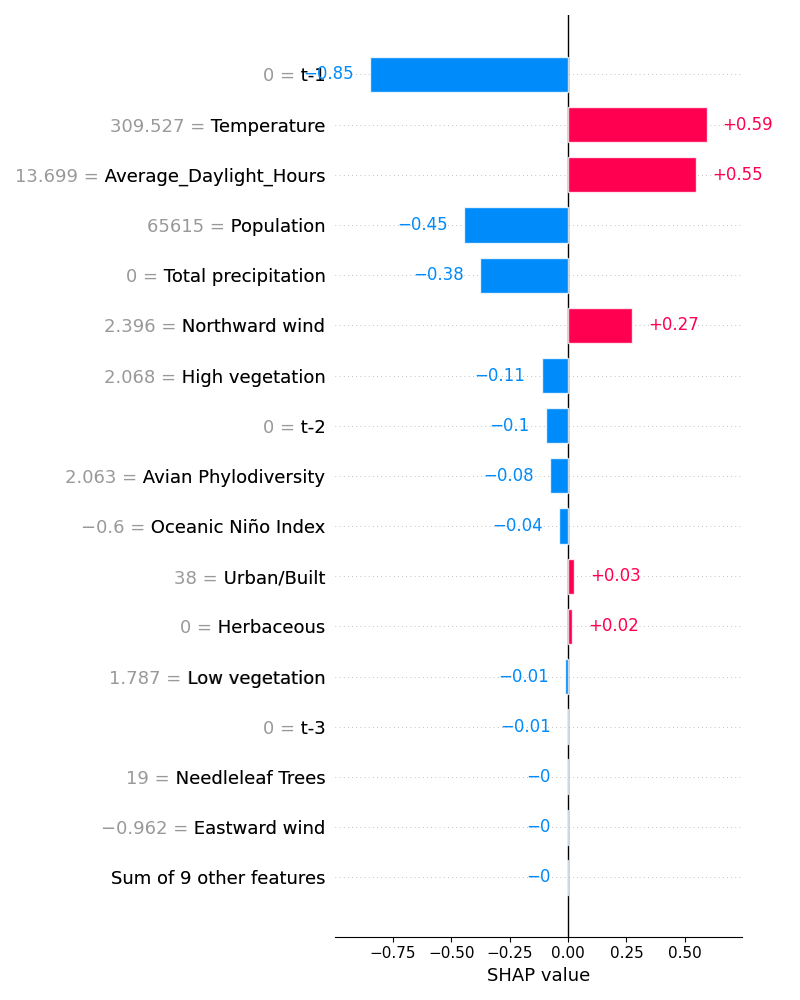 0 = t-1 −0.85
309.527 = Temperature +0.59
13.699 = Average_Daylight_Hours +0.55
65615 = Population −0.45
0 = Total precipitation −0.38
2.396 = Northward wind +0.27
2.068 = High vegetation −0.11
0 = t-2 −0.1
2.063 = Avian Phylodiversity −0.08
−0.6 = Oceanic Niño Index −0.04
38 = Urban/Built +0.03
0 = Herbaceous +0.02
1.787 = Low vegetation −0.01
0 = t-3 −0.01
19 = Needleleaf Trees −0
−0.962 = Eastward wind −0
Sum of 9 other features −0
−0.75 −0.50 −0.25 0.00 0.25 0.50
SHAP value